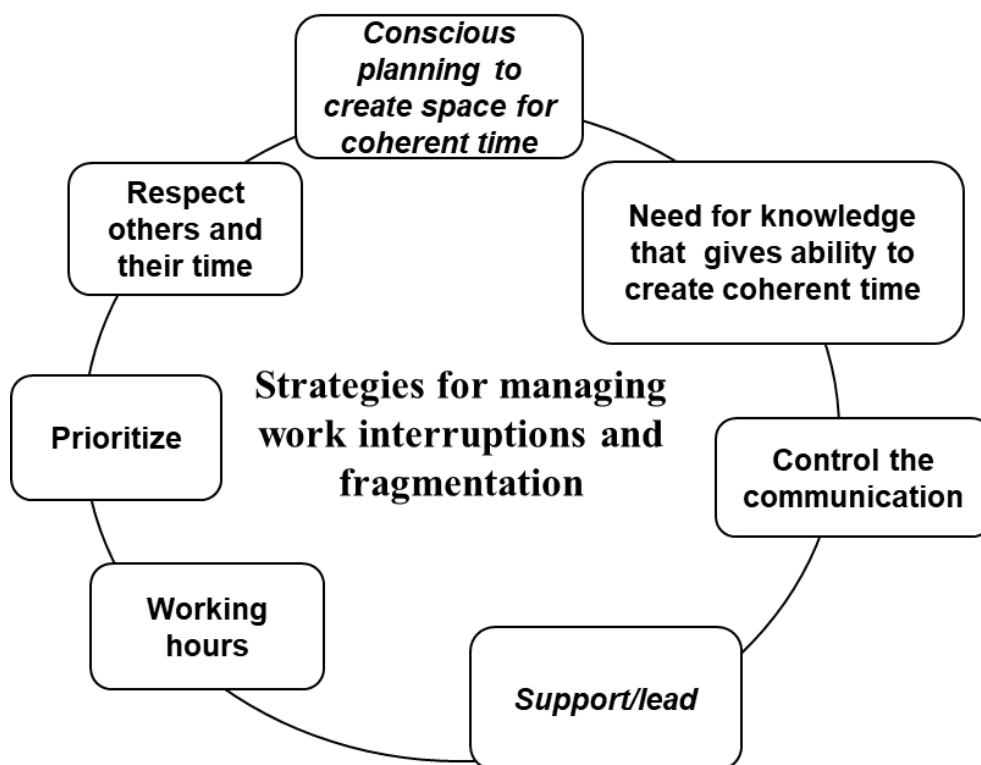 Conscious
planning to
create space for
coherent time
Need for knowledge
that gives ability to
create coherent time
Control the
communication
Support/lead
Working
hours
Prioritize
Respect
others and
their time
Strategies for managing
work interruptions and
fragmentation